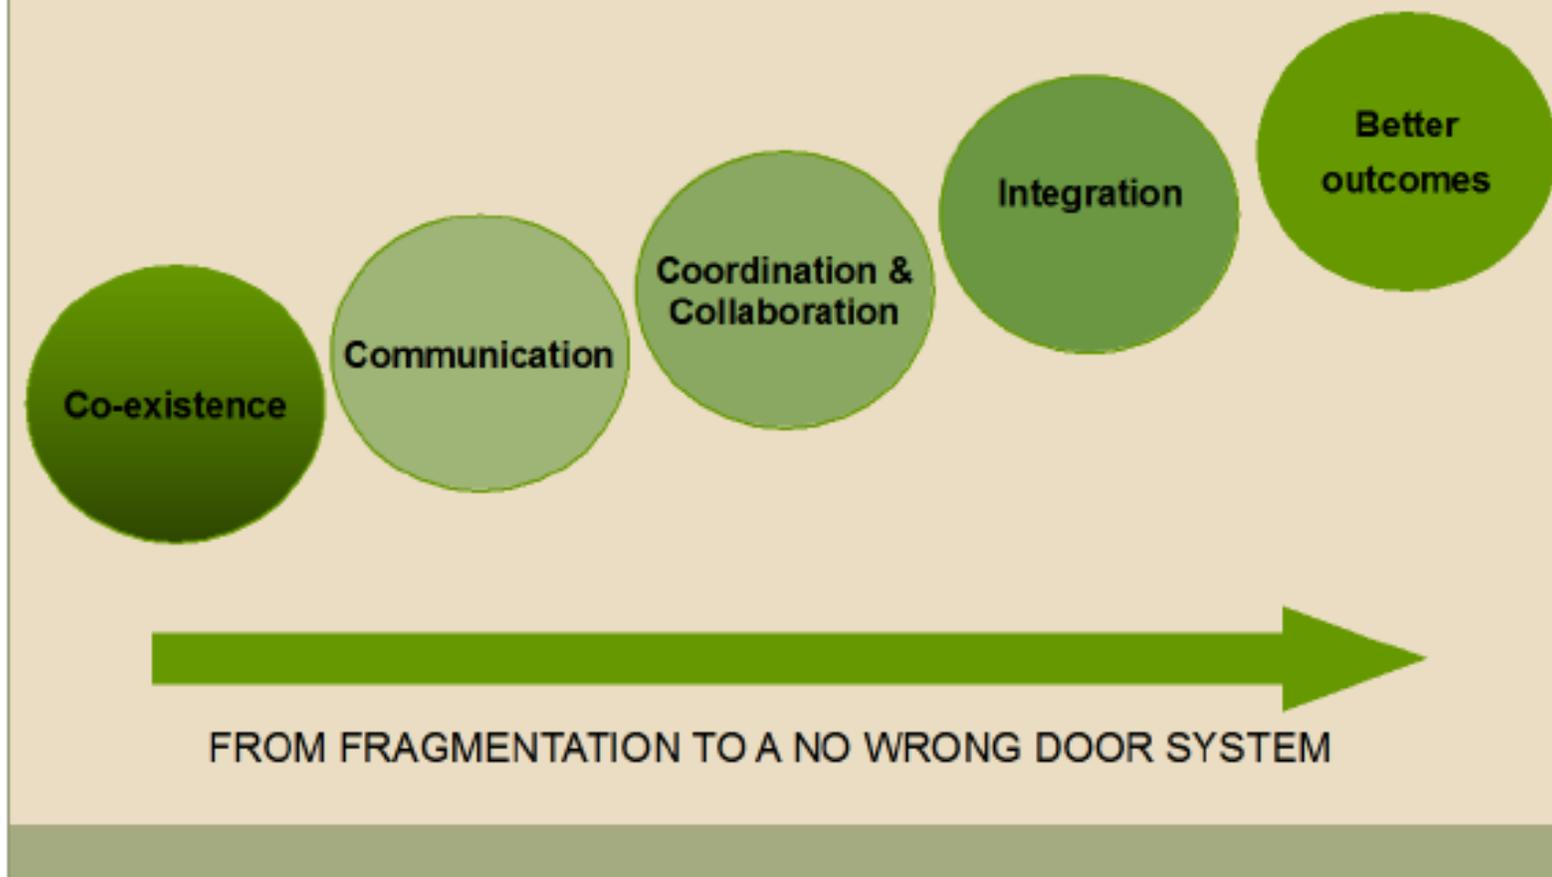 Co-existence
Communication
Coordination &
Collaboration
Integration
Better
outcomes
FROM FRAGMENTATION TO A NO WRONG DOOR SYSTEM